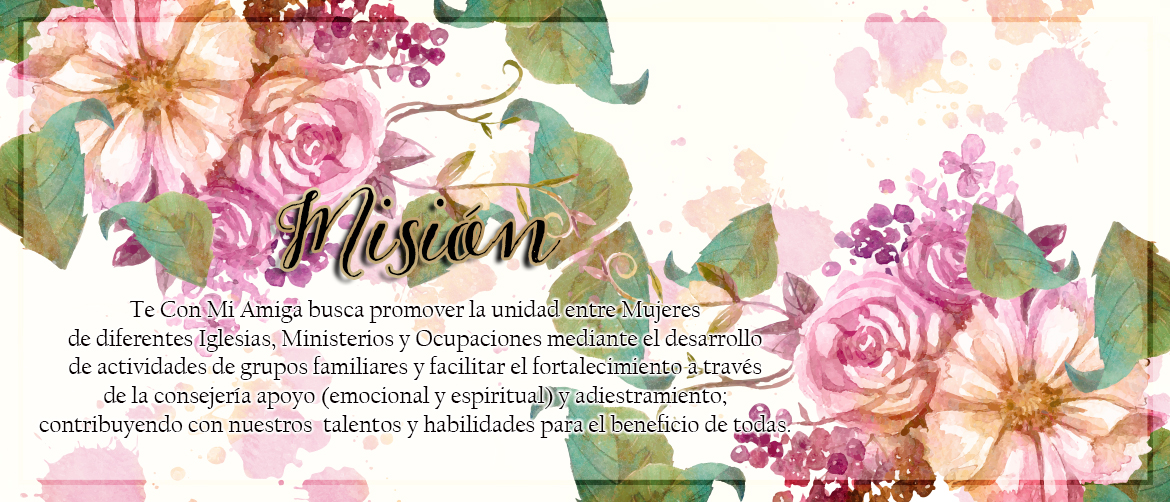 Misión
Te Con Mi Amiga busca promover la unidad entre Mujeres
de diferentes Iglesias, Ministerios y Ocupaciones mediante el desarrollo
de actividades de grupos familiares y facilitar el fortalecimiento a través
de la consejería apoyo (emocional y espiritual) y adiestramiento;
contribuyendo con nuestros  talentos y habilidades para el beneficio de todas.